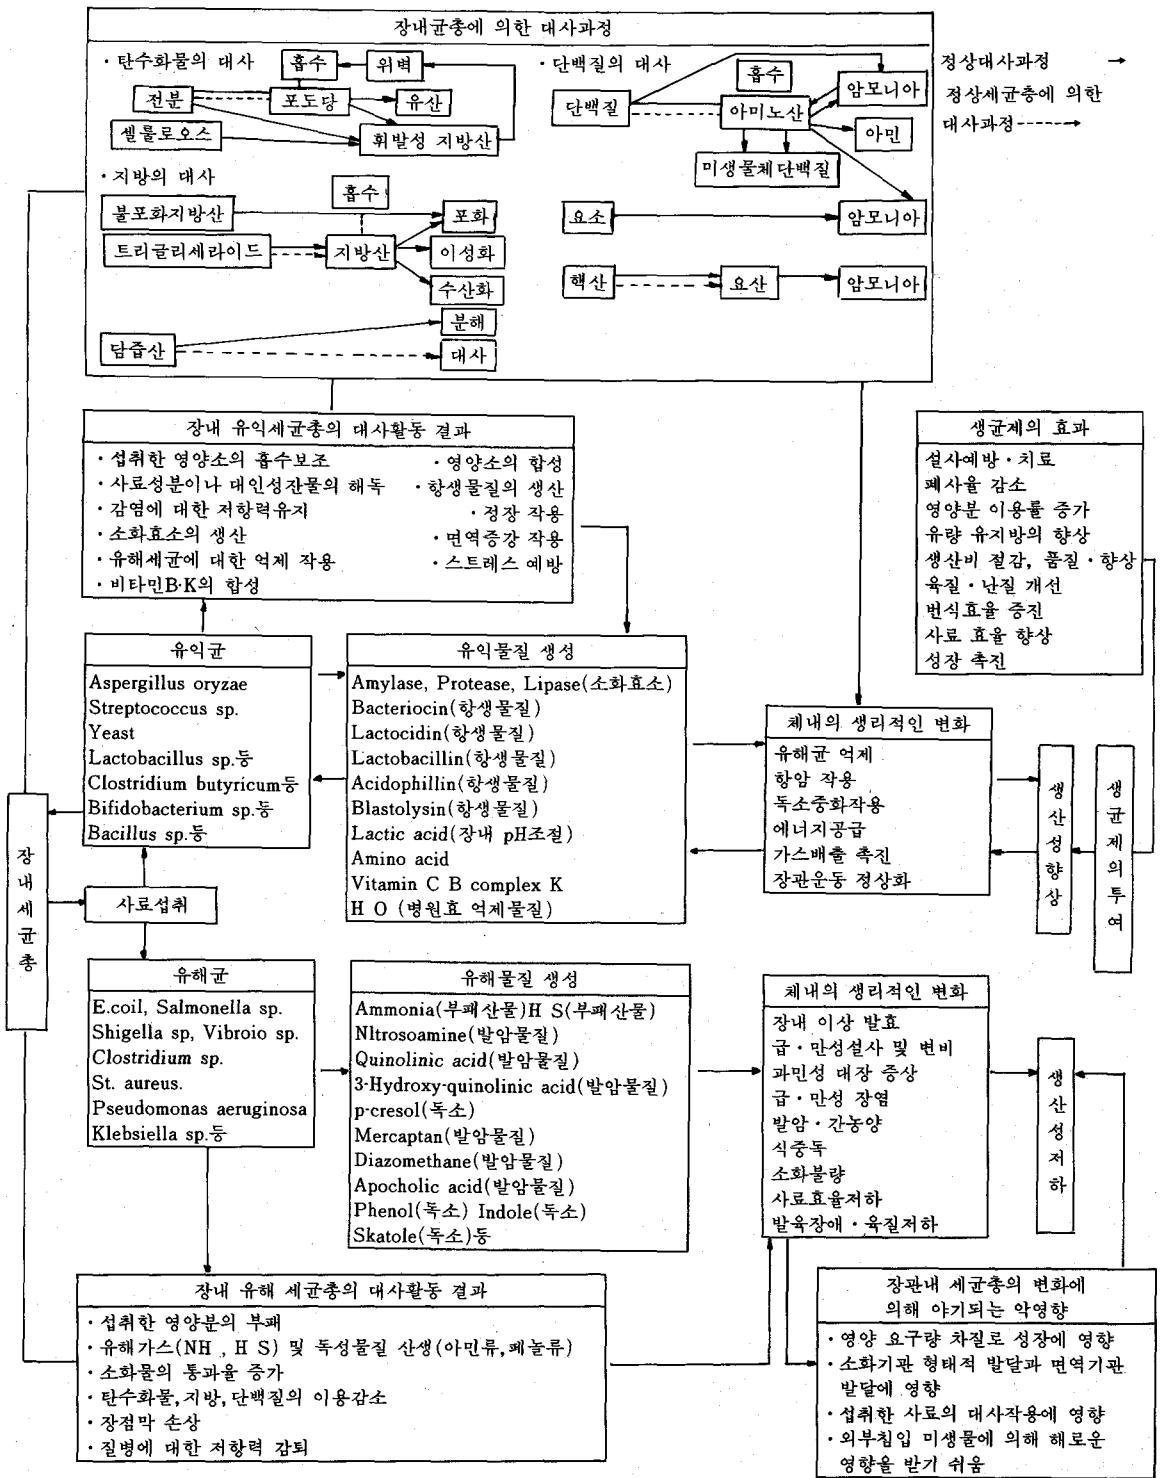 장내균총에 의한 대사과정
· 탄수화물의 대사
흡수
위벽
전분
포도당
유산
셀룰로오스
휘발성 지방산
· 단백질의 대사
흡수
암모니아
단백질
아미노산
아민
미생물체단백질
정상대사과정
정상세균총에 의한
대사과정
· 지방의 대사
흡수
불포화지방산
포화
트리글리세라이드
지방산
이성화
수산화
요소
암모니아
핵산
요산
암모니아
분해
담즙산
대사
장내 유익세균총의 대사활동 결과
· 섭취한 영양소의 흡수보조
· 사료성분이나 대인성잔물의 해독
· 감염에 대한 저항력유지
· 소화효소의 생산
· 유해세균에 대한 억제 작용
· 비타민B·K의 합성
· 영양소의 합성
· 항생물질의 생산
· 정장 작용
· 면역증강 작용
· 스트레스 예방
생균제의 효과
설사예방·치료
폐사율 감소
영양분 이용률 증가
유량 유지방의 향상
생산비 절감, 품질·향상
육질·난질 개선
번식효율 증진
사료 효율 향상
성장 촉진
유익균
Aspergillus oryzae
Streptococcus sp.
Yeast
Lactobacillus sp.등
Clostridium butyricum등
Bifidobacterium sp.등
Bacillus sp.등
유익물질 생성
Amylase, Protease, Lipase(소화효소)
Bacteriocin(항생물질)
Lactocidin(항생물질)
Lactobacillin(항생물질)
Acidophillin(항생물질)
Blastolysin(항생물질)
Lactic acid(장내 pH조절)
Amino acid
Vitamin C B complex K
H O (병원효 억제물질)
체내의 생리적인 변화
유해균 억제
항암 작용
독소중화작용
에너지공급
가스배출 촉진
장관운동 정상화
생산성향상
생균제의투여
장내세균총
사료섭취
유해균
E.coil, Salmonella sp.
Shigella sp, Vibroio sp.
Clostridium sp.
St. aureus.
Pseudomonas aeruginosa
Klebsiella sp.등
유해물질 생성
Ammonia(부패산물)H S(부패산물)
Nltrosoamine(발암물질)
Quinolinic acid(발암물질)
3-Hydroxy-quinolinic acid(발암물질)
p-cresol(독소)
Mercaptan(발암물질)
Diazomethane(발암물질)
Apocholic acid(발암물질)
Phenol(독소) Indole(독소)
Skatole(독소)등
체내의 생리적인 변화
장내 이상 발효
급·만성설사 및 변비
과민성 대장 증상
급·만성 장염
발암·간농양
식중독
소화불량
사료효율저하
발육장애·육질저하
생산성저하
장내 유해 세균총의 대사활동 결과
· 섭취한 영양분의 부패
· 유해가스(NH , H S) 및 독성물질 산생(아민류,페놀류)
· 소화물의 통과율 증가
· 탄수화물,지방,단백질의 이용감소
· 장점막 손상
· 질병에 대한 저항력 감퇴
장관내 세균총의 변화에
의해 야기되는 악영향
· 영양 요구량 차질로 성장에 영향
· 소화기관 형태적 발달과 면역기관
발달에 영향
· 섭취한 사료의 대사작용에 영향
· 외부침입 미생물에 의해 해로운
영향을 받기 쉬움